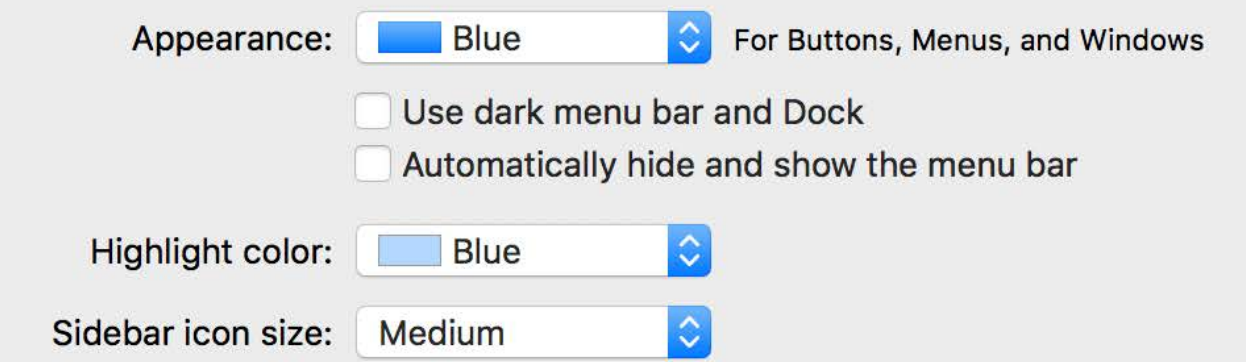 Appearance: Blue For Buttons, Menus, and Windows
Use dark menu bar and Dock
Automatically hide and show the menu bar
Highlight color: Blue
Sidebar icon size: Medium